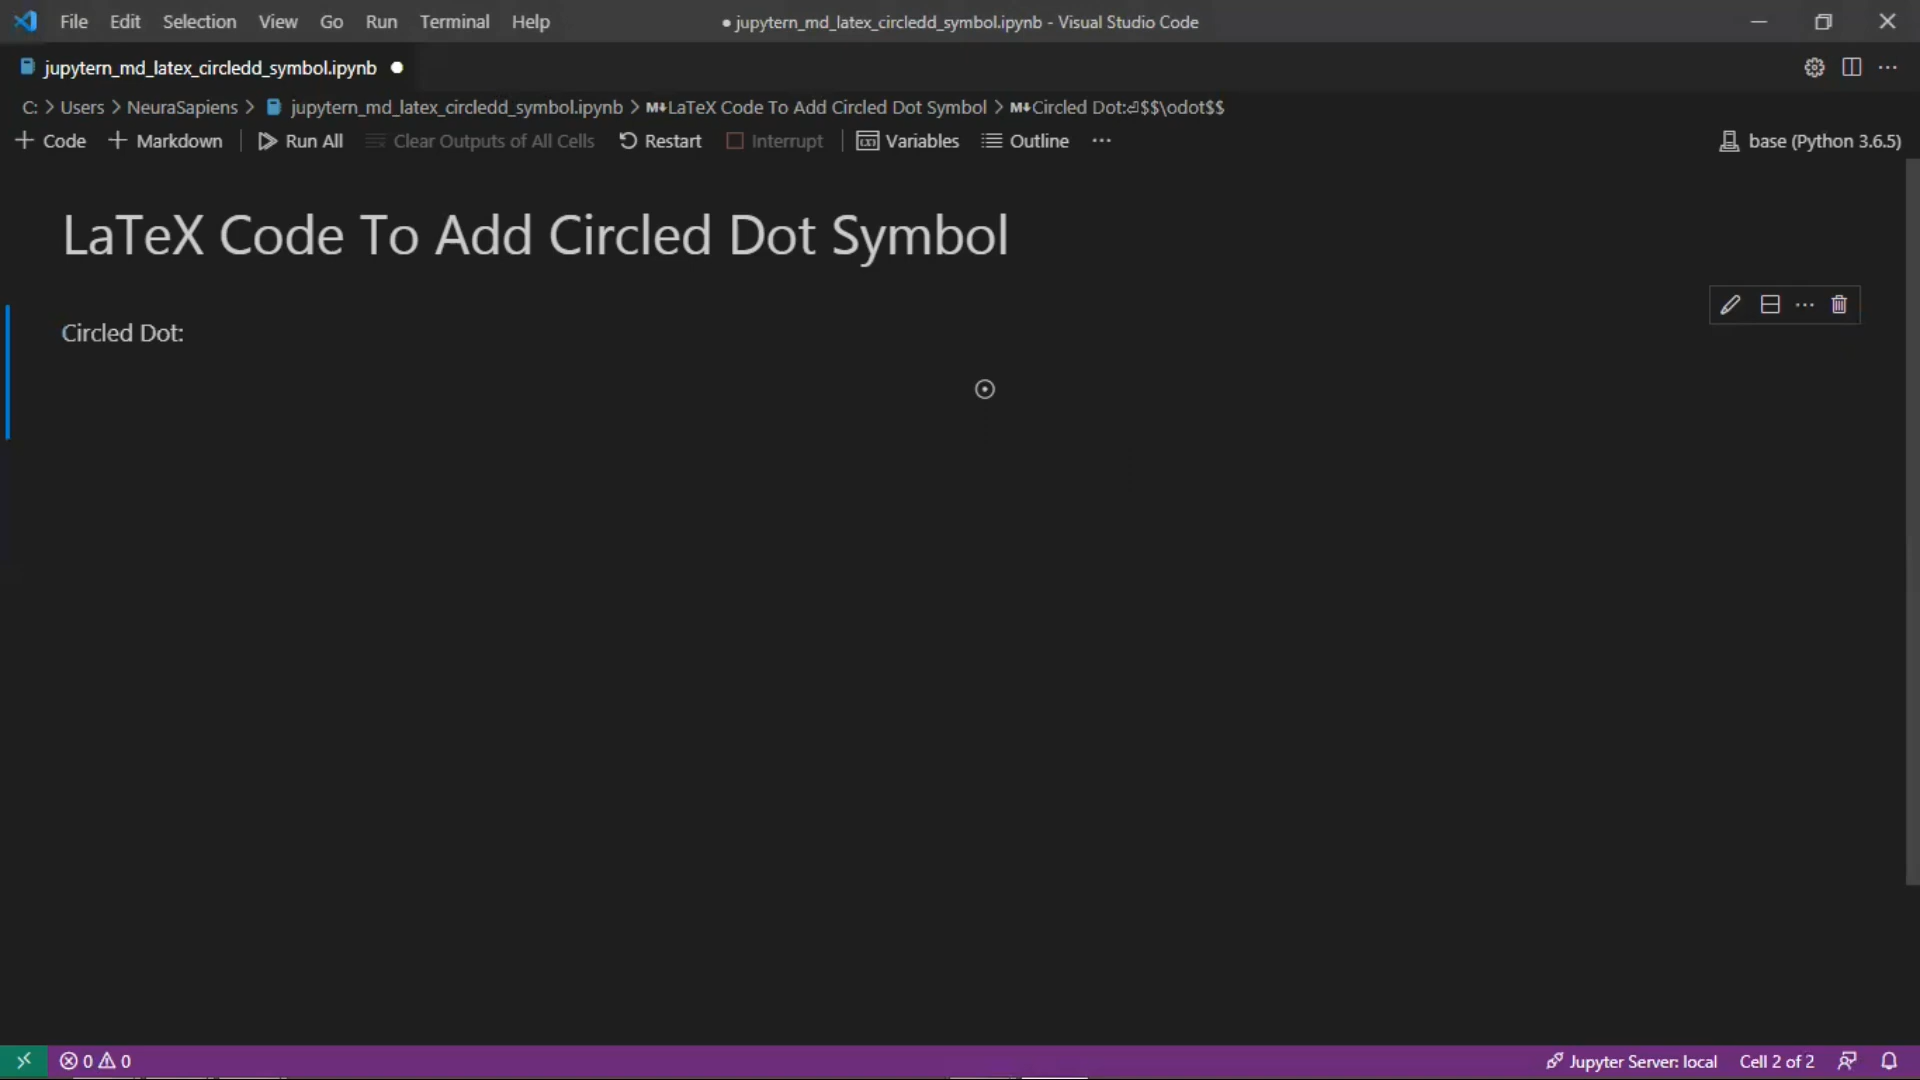 File Edit Selection View Go Run Terminal Help ● jupytern_md_latex_circledd_symbol.ipynb - Visual Studio Code
jupytern_md_latex_circledd_symbol.ipynb ●
C: > Users > NeuraSapiens > jupytern_md_latex_circledd_symbol.ipynb > M↓LaTeX Code To Add Circled Dot Symbol > M↓Circled Dot:⏎$$\odot$$
+ Code + Markdown Run All Clear Outputs of All Cells Restart Interrupt Variables Outline ··· base (Python 3.6.5)
LaTeX Code To Add Circled Dot Symbol
Circled Dot:
⊙
0 0 Jupyter Server: local Cell 2 of 2